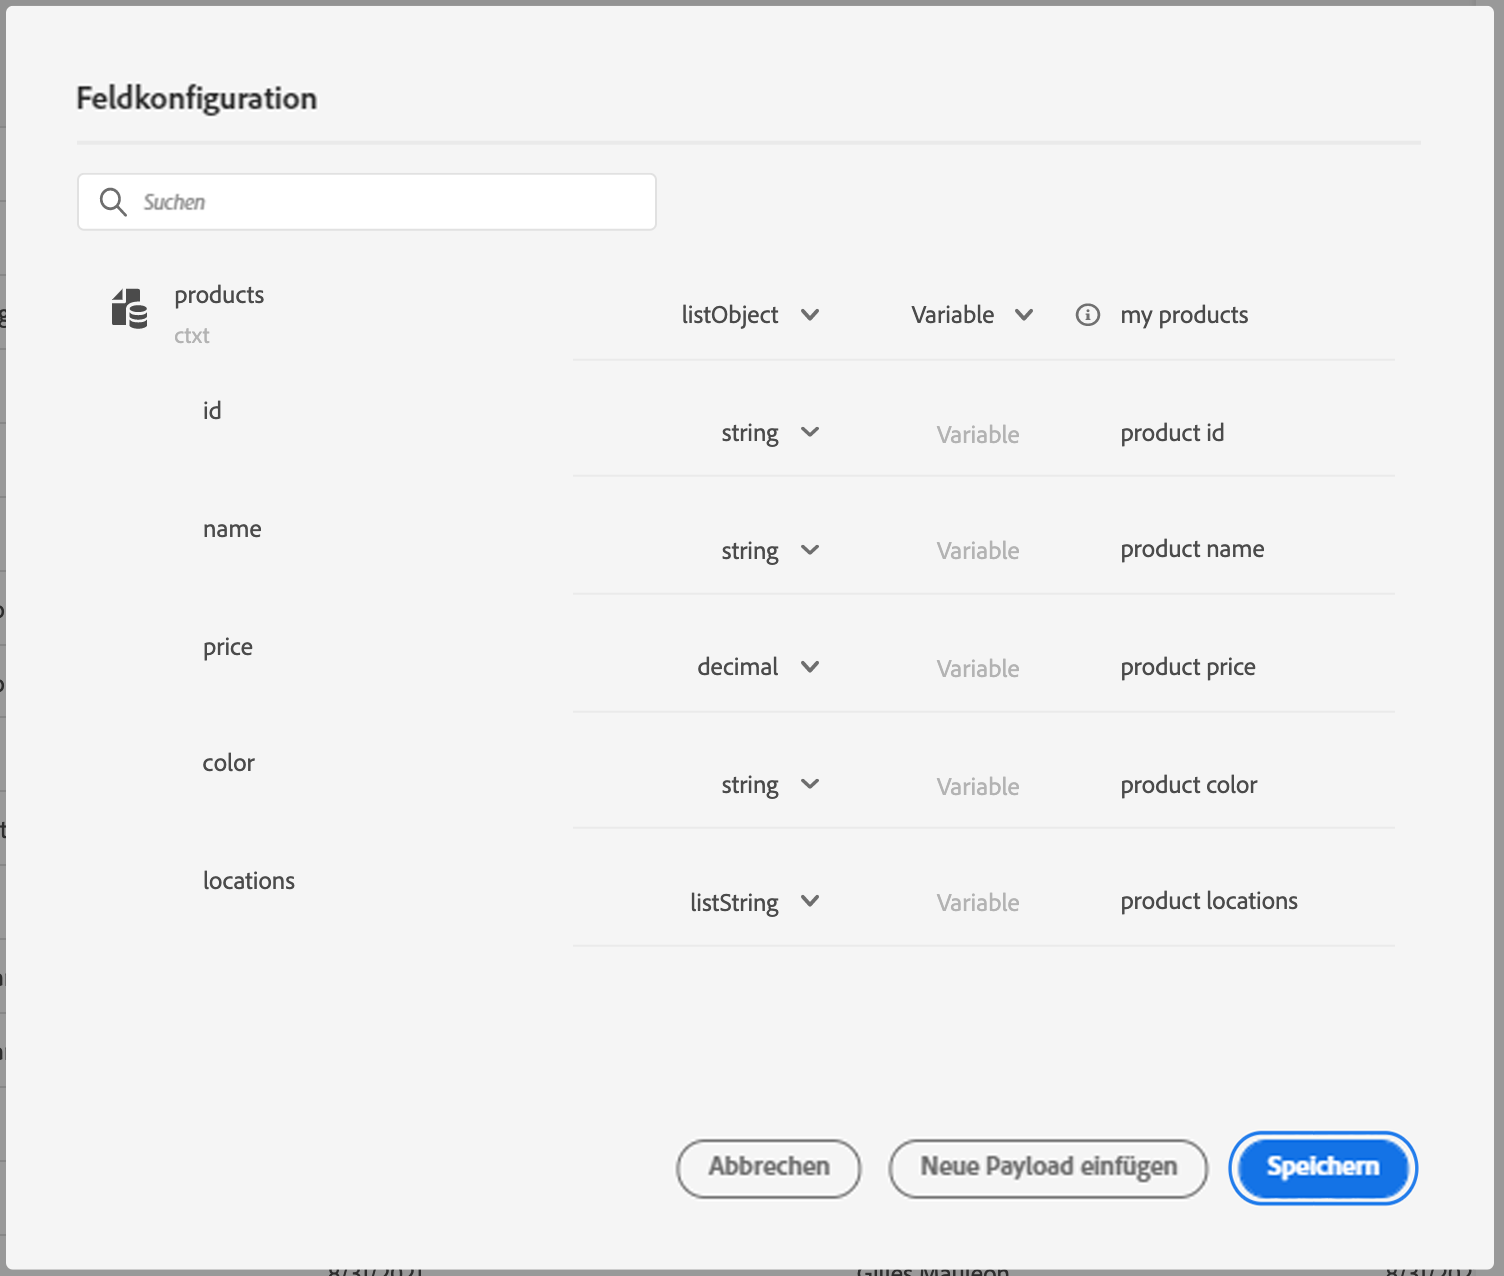 Feldkonfiguration
Suchen
products
ctxt
listObject Variable my products
id
string Variable product id
name
string Variable product name
price
decimal Variable product price
color
string Variable product color
locations
listString Variable product locations
Abbrechen Neue Payload einfügen Speichern